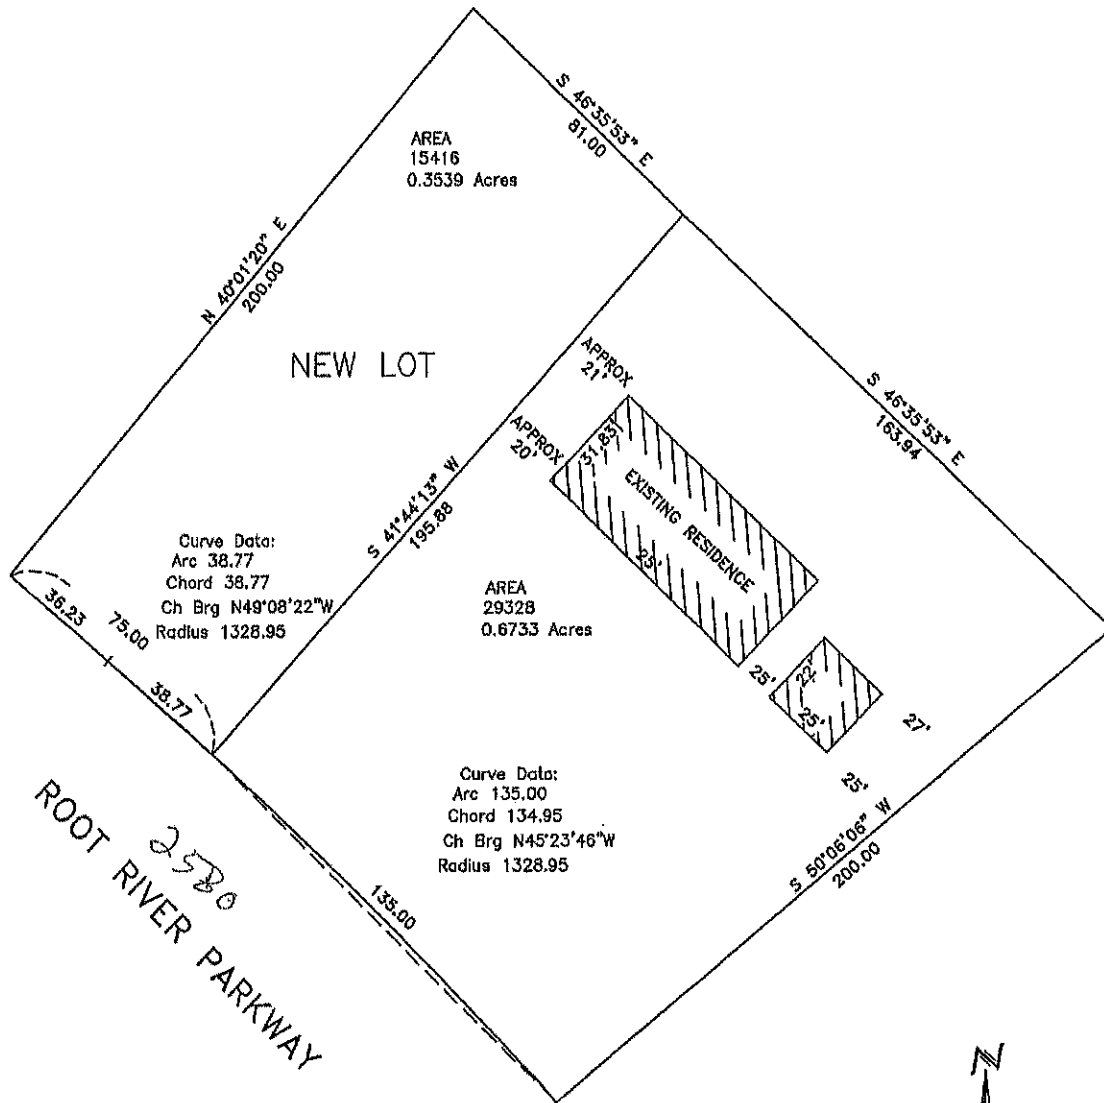 S 46°35'53" E
81.00
AREA
15416
0.3539 Acres
N 40°01'20" E
200.00
NEW LOT
APPROX
21'
S 46°35'53" E
163.94
APPROX
20'
31.83'
EXISTING RESIDENCE
25'
S 41°44'13" W
195.88
Curve Data:
Arc 38.77
Chord 38.77
Ch Brg N49°08'22"W
Radius 1328.95
AREA
29328
0.6733 Acres
36.23
75.00
38.77
25'
22'
25'
27'
25'
S 50°06'06" W
200.00
Curve Data:
Arc 135.00
Chord 134.95
Ch Brg N45°23'46"W
Radius 1328.95
135.00
2580
ROOT RIVER PARKWAY
N